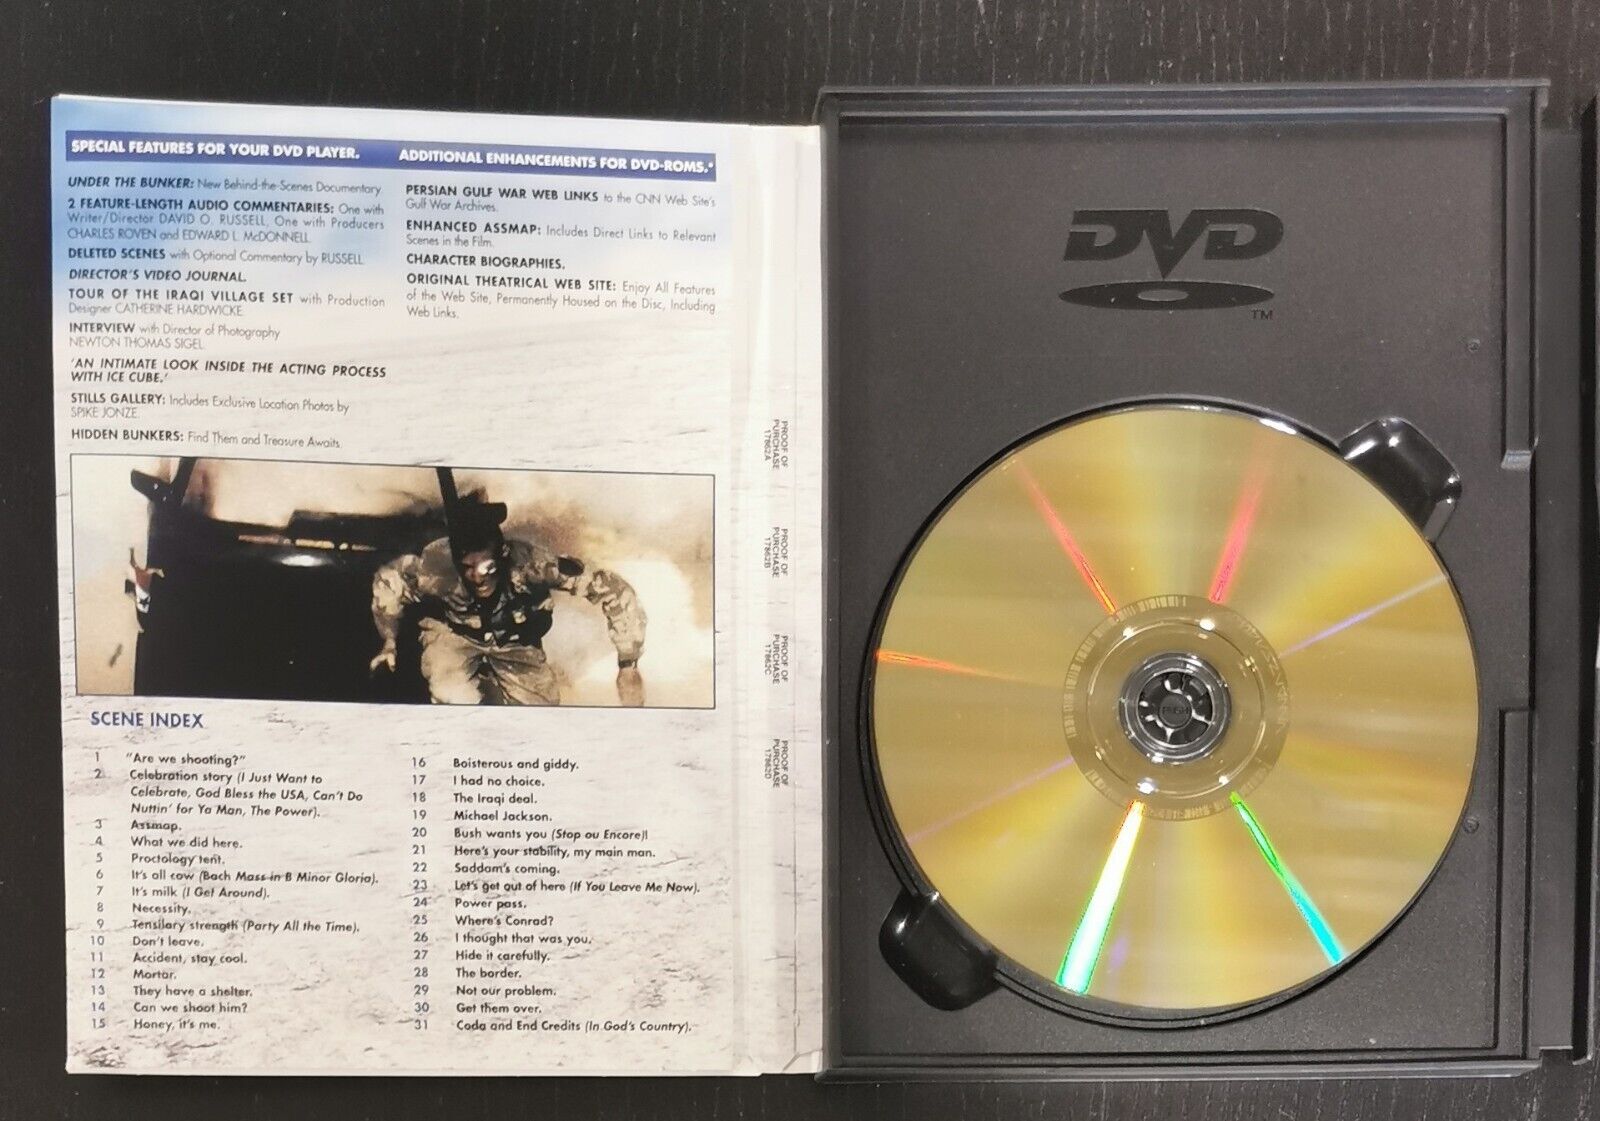 SPECIAL FEATURES FOR YOUR DVD PLAYER.
UNDER THE BUNKER: New Behind-the-Scenes Documentary.
2 FEATURE-LENGTH AUDIO COMMENTARIES: One with
Writer/Director DAVID O. RUSSELL, One with Producers
CHARLES ROVEN and EDWARD L. McDONNELL.
DELETED SCENES with Optional Commentary by RUSSELL.
DIRECTOR'S VIDEO JOURNAL.
TOUR OF THE IRAQI VILLAGE SET with Production
Designer CATHERINE HARDWICKE.
INTERVIEW with Director of Photography
NEWTON THOMAS SIGEL.
'AN INTIMATE LOOK INSIDE THE ACTING PROCESS
WITH ICE CUBE.'
STILLS GALLERY: Includes Exclusive Location Photos by
SPIKE JONZE.
HIDDEN BUNKERS: Find Them and Treasure Awaits.
ADDITIONAL ENHANCEMENTS FOR DVD-ROMS.*
PERSIAN GULF WAR WEB LINKS to the CNN Web Site's
Gulf War Archives.
ENHANCED ASSMAP: Includes Direct Links to Relevant
Scenes in the Film.
CHARACTER BIOGRAPHIES.
ORIGINAL THEATRICAL WEB SITE: Enjoy All Features
of the Web Site, Permanently Housed on the Disc, Including
Web Links.
SCENE INDEX
1 "Are we shooting?"
2 Celebration story (I Just Want to
Celebrate, God Bless the USA, Can't Do
Nuttin' for Ya Man, The Power).
3 Assmap.
4 What we did here.
5 Proctology tent.
6 It's all cow (Bach Mass in B Minor Gloria).
7 It's milk (I Get Around).
8 Necessity.
9 Tensilary strength (Party All the Time).
10 Don't leave.
11 Accident, stay cool.
12 Mortar.
13 They have a shelter.
14 Can we shoot him?
15 Honey, it's me.
16 Boisterous and giddy.
17 I had no choice.
18 The Iraqi deal.
19 Michael Jackson.
20 Bush wants you (Stop ou Encore)!
21 Here's your stability, my main man.
22 Saddam's coming.
23 Let's get out of here (If You Leave Me Now).
24 Power pass.
25 Where's Conrad?
26 I thought that was you.
27 Hide it carefully.
28 The border.
29 Not our problem.
30 Get them over.
31 Coda and End Credits (In God's Country).
PROOF OF
PURCHASE
17862A
PROOF OF
PURCHASE
17862B
PROOF OF
PURCHASE
17862C
PROOF OF
PURCHASE
17862D
DVD
TM
PUSH